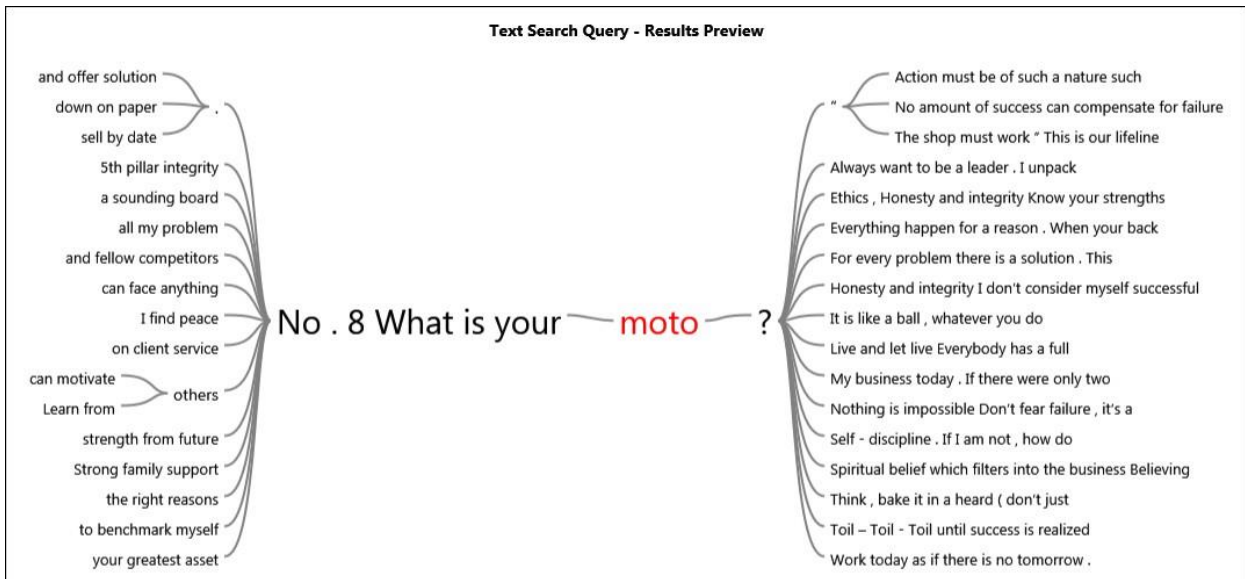 Text Search Query - Results Preview
and offer solution
down on paper
sell by date
.
5th pillar integrity
a sounding board
all my problem
and fellow competitors
can face anything
I find peace
on client service
can motivate
Learn from
others
strength from future
Strong family support
the right reasons
to benchmark myself
your greatest asset
No . 8 What is your moto ?
"
Action must be of such a nature such
No amount of success can compensate for failure
The shop must work " This is our lifeline
Always want to be a leader . I unpack
Ethics , Honesty and integrity Know your strengths
Everything happen for a reason . When your back
For every problem there is a solution . This
Honesty and integrity I don't consider myself successful
It is like a ball , whatever you do
Live and let live Everybody has a full
My business today . If there were only two
Nothing is impossible Don't fear failure , it's a
Self - discipline . If I am not , how do
Spiritual belief which filters into the business Believing
Think , bake it in a heard ( don't just
Toil – Toil - Toil until success is realized
Work today as if there is no tomorrow .